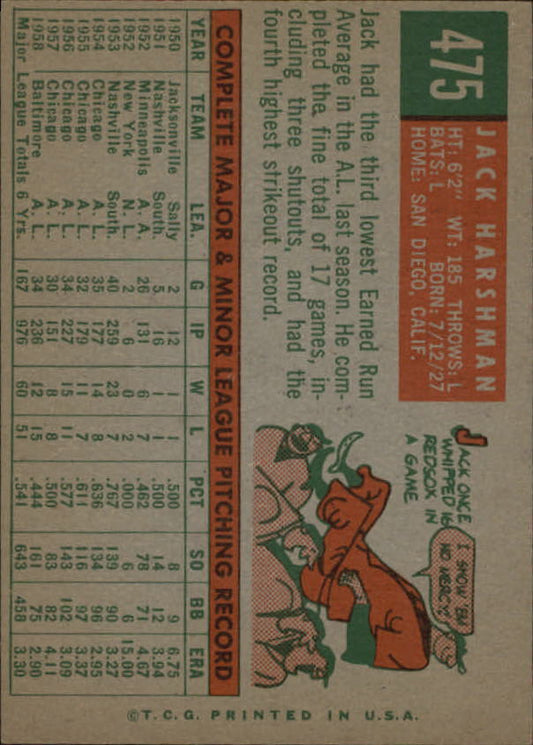 475
JACK HARSHMAN
HT: 6'2" WT: 185 THROWS: L
BATS: L BORN: 7/12/27
HOME: SAN DIEGO, CALIF.
Jack had the third lowest Earned Run
Average in the A.L. last season. He com-
pleted the fine total of 17 games, in-
cluding three shutouts, and had the
fourth highest strikeout record.
JACK ONCE
WHIPPED 16
REDSOX IN
A GAME
I SHOW 'EM
NO MERCY!
COMPLETE MAJOR & MINOR LEAGUE PITCHING RECORD
YEAR TEAM LEA. G IP W L PCT SO BB ERA
1950 Jacksonville Sally 2 12 1 1 .500 8 9 6.75
1951 Nashville South. 5 16 1 1 .500 14 12 3.94
1952 Minneapolis A. A. 26 131 6 7 .462 78 71 4.67
1952 New York N. L. 2 6 0 2 .000 6 6 15.00
1953 Nashville South. 40 259 23 7 .767 139 90 3.27
1954 Chicago A. L. 35 177 14 8 .636 134 96 2.95
1955 Chicago A. L. 32 179 11 7 .611 116 97 3.37
1956 Chicago A. L. 34 227 15 11 .577 143 102 3.09
1957 Chicago A. L. 30 151 8 8 .500 83 82 4.11
1958 Baltimore A. L. 34 236 12 15 .444 161 75 2.90
Major League Totals 6 Yrs. 167 976 60 51 .541 643 458 3.30
© T.C.G. PRINTED IN U.S.A.